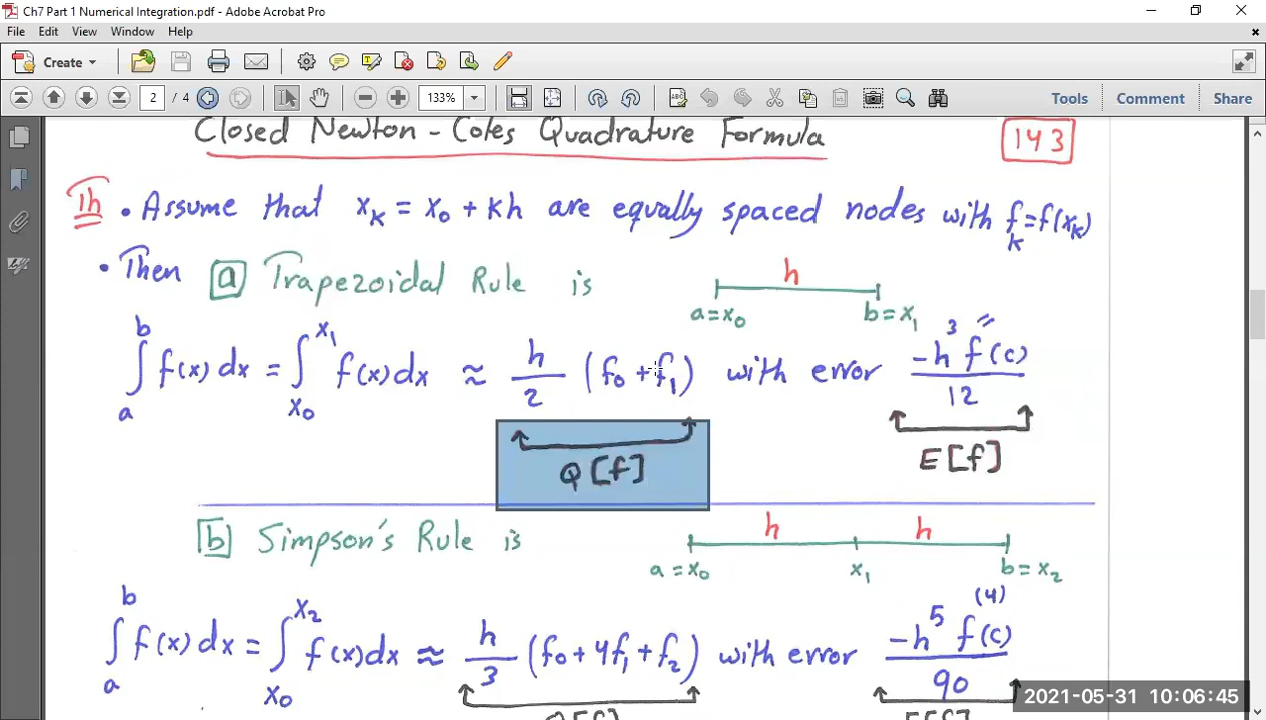 Ch7 Part 1 Numerical Integration.pdf - Adobe Acrobat Pro
File Edit View Window Help
Create
2 / 4 133% Tools Comment Share
Closed Newton - Cotes Quadrature Formula 143
Th • Assume that x_k = x_0 + kh are equally spaced nodes with f_k = f(x_k)
• Then [a] Trapezoidal Rule is
h
a = x_0 b = x_1
∫_a^b f(x) dx = ∫_{x_0}^{x_1} f(x) dx ≈ h/2 (f_0 + f_1) with error -h^3 f''(c)/12
Q[f] E[f]
[b] Simpson's Rule is
h h
a = x_0 x_1 b = x_2
∫_a^b f(x) dx = ∫_{x_0}^{x_2} f(x) dx ≈ h/3 (f_0 + 4f_1 + f_2) with error -h^5 f^(4)(c)/90
2021-05-31 10:06:45